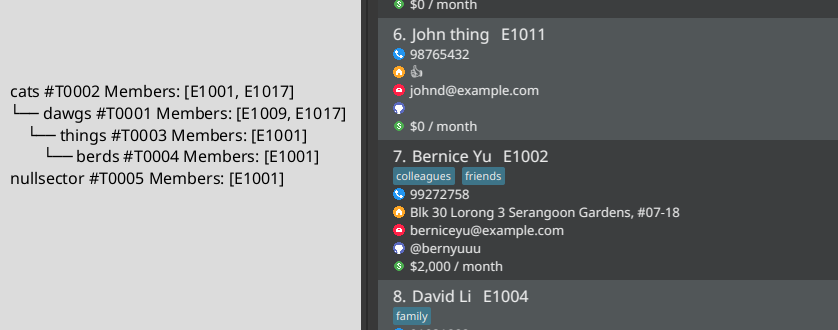 cats #T0002 Members: [E1001, E1017]
└── dawgs #T0001 Members: [E1009, E1017]
└── things #T0003 Members: [E1001]
└── berds #T0004 Members: [E1001]
nullsector #T0005 Members: [E1001]
$0 / month
6. John thing E1011
98765432
👍
johnd@example.com
$0 / month
7. Bernice Yu E1002
colleagues friends
99272758
Blk 30 Lorong 3 Serangoon Gardens, #07-18
berniceyu@example.com
@bernyuuu
$2,000 / month
8. David Li E1004
family